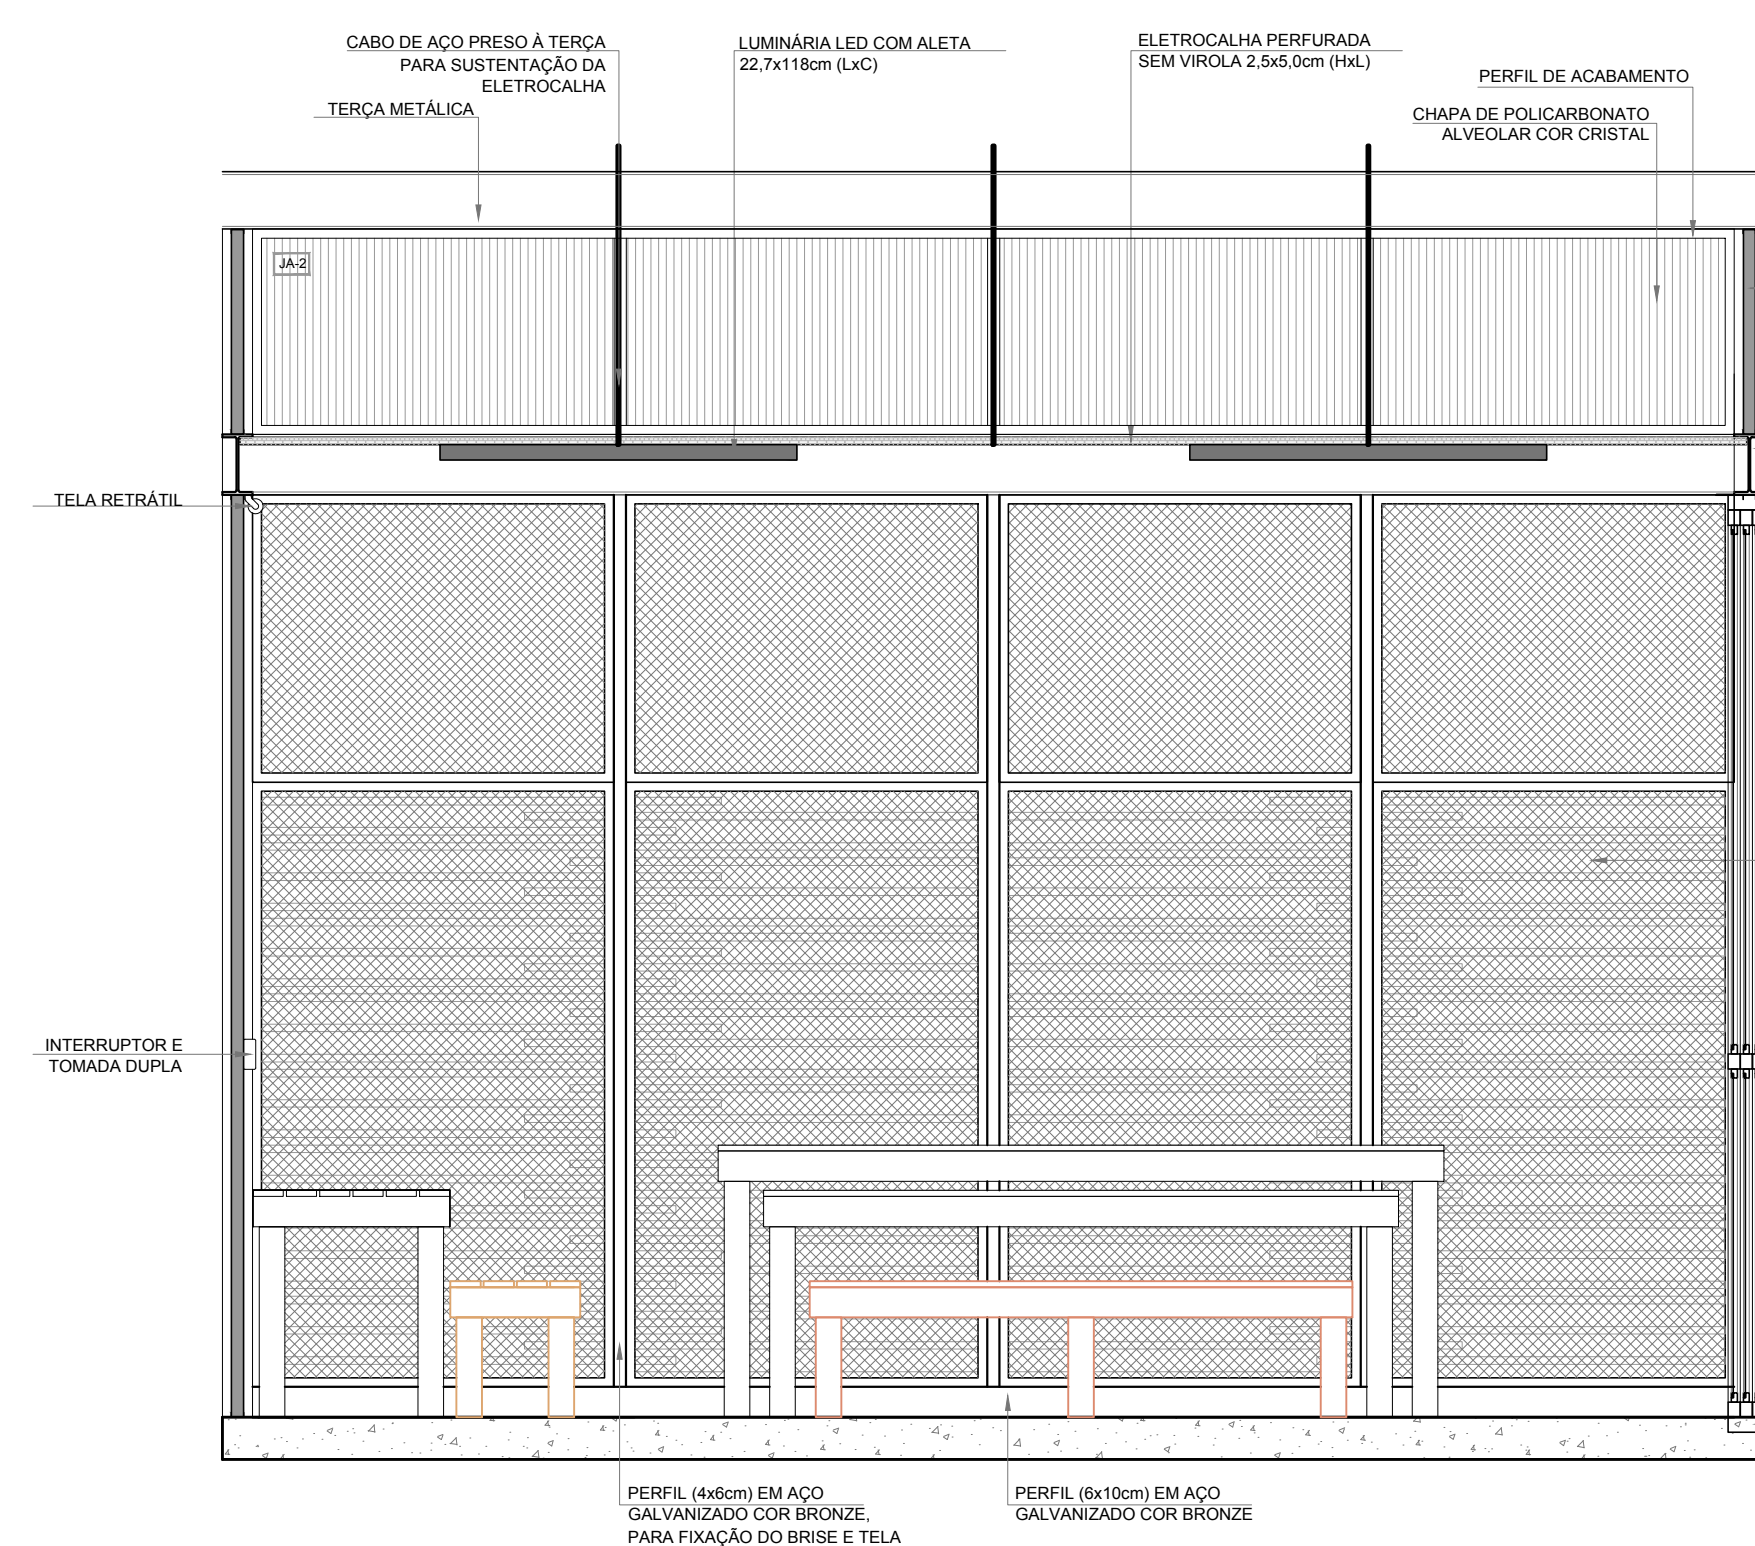 CABO DE AÇO PRESO À TERÇA
PARA SUSTENTAÇÃO DA
ELETROCALHA
TERÇA METÁLICA
LUMINÁRIA LED COM ALETA
22,7x118cm (LxC)
ELETROCALHA PERFURADA
SEM VIROLA 2,5x5,0cm (HxL)
PERFIL DE ACABAMENTO
CHAPA DE POLICARBONATO
ALVEOLAR COR CRISTAL
JA-2
TELA RETRÁTIL
INTERRUPTOR E
TOMADA DUPLA
PERFIL (4x6cm) EM AÇO
GALVANIZADO COR BRONZE,
PARA FIXAÇÃO DO BRISE E TELA
PERFIL (6x10cm) EM AÇO
GALVANIZADO COR BRONZE